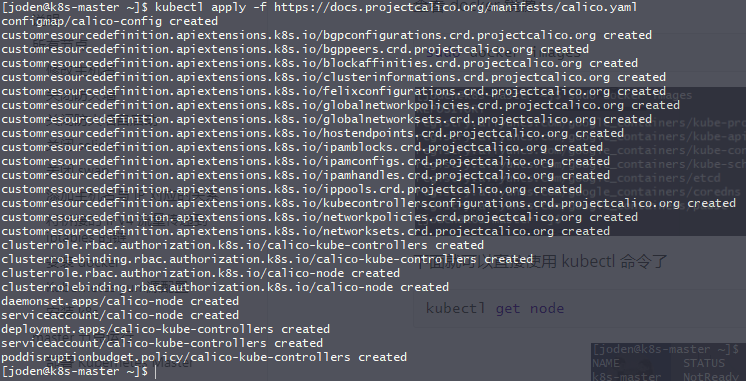 [joden@k8s-master ~]$ kubectl apply -f https://docs.projectcalico.org/manifests/calico.yaml
configmap/calico-config created
customresourcedefinition.apiextensions.k8s.io/bgpconfigurations.crd.projectcalico.org created
customresourcedefinition.apiextensions.k8s.io/bgppeers.crd.projectcalico.org created
customresourcedefinition.apiextensions.k8s.io/blockaffinities.crd.projectcalico.org created
customresourcedefinition.apiextensions.k8s.io/clusterinformations.crd.projectcalico.org created
customresourcedefinition.apiextensions.k8s.io/felixconfigurations.crd.projectcalico.org created
customresourcedefinition.apiextensions.k8s.io/globalnetworkpolicies.crd.projectcalico.org created
customresourcedefinition.apiextensions.k8s.io/globalnetworksets.crd.projectcalico.org created
customresourcedefinition.apiextensions.k8s.io/hostendpoints.crd.projectcalico.org created
customresourcedefinition.apiextensions.k8s.io/ipamblocks.crd.projectcalico.org created
customresourcedefinition.apiextensions.k8s.io/ipamconfigs.crd.projectcalico.org created
customresourcedefinition.apiextensions.k8s.io/ipamhandles.crd.projectcalico.org created
customresourcedefinition.apiextensions.k8s.io/ippools.crd.projectcalico.org created
customresourcedefinition.apiextensions.k8s.io/kubecontrollersconfigurations.crd.projectcalico.org created
customresourcedefinition.apiextensions.k8s.io/networkpolicies.crd.projectcalico.org created
customresourcedefinition.apiextensions.k8s.io/networksets.crd.projectcalico.org created
clusterrole.rbac.authorization.k8s.io/calico-kube-controllers created
clusterrolebinding.rbac.authorization.k8s.io/calico-kube-controllers created
clusterrole.rbac.authorization.k8s.io/calico-node created
clusterrolebinding.rbac.authorization.k8s.io/calico-node created
daemonset.apps/calico-node created
serviceaccount/calico-node created
deployment.apps/calico-kube-controllers created
serviceaccount/calico-kube-controllers created
poddisruptionbudget.policy/calico-kube-controllers created
[joden@k8s-master ~]$
下面就可以直接使用 kubectl 命令了
kubectl get node
[joden@k8s-master ~]$
NAME STATUS
k8s-master NotReady